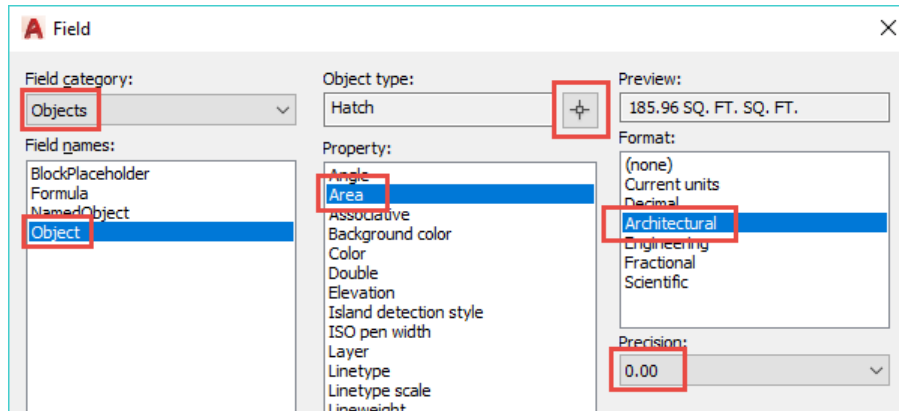 Field
Field category:
Objects
Field names:
BlockPlaceholder
Formula
NamedObject
Object
Object type:
Hatch
Property:
Angle
Area
Associative
Background color
Color
Double
Elevation
Island detection style
ISO pen width
Layer
Linetype
Linetype scale
Lineweight
Preview:
185.96 SQ. FT. SQ. FT.
Format:
(none)
Current units
Decimal
Architectural
Engineering
Fractional
Scientific
Precision:
0.00